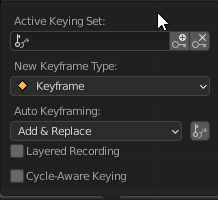 Active Keying Set:
New Keyframe Type:
Keyframe
Auto Keyframing:
Add & Replace
Layered Recording
Cycle-Aware Keying